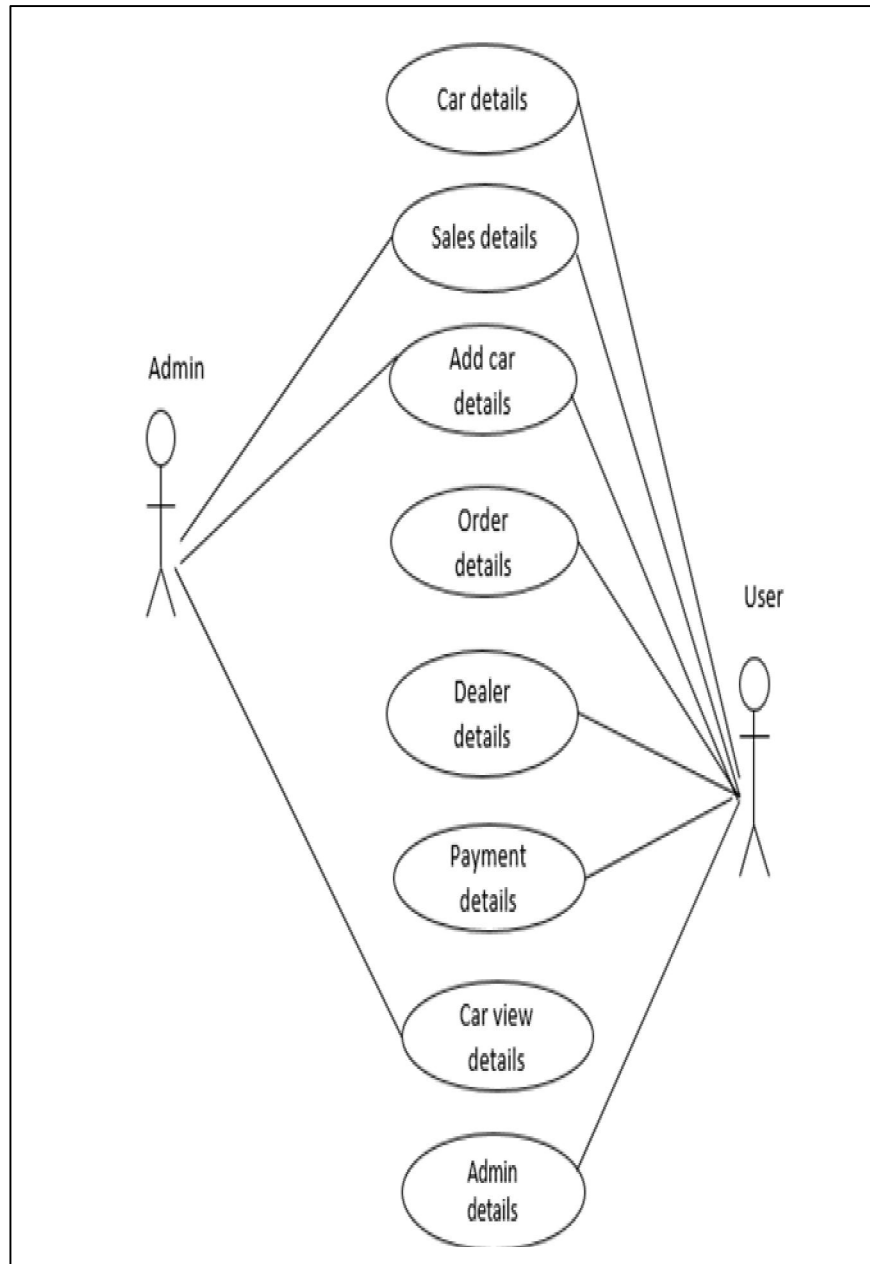 Car details
Sales details
Add car
details
Admin
Order
details
User
Dealer
details
Payment
details
Car view
details
Admin
details